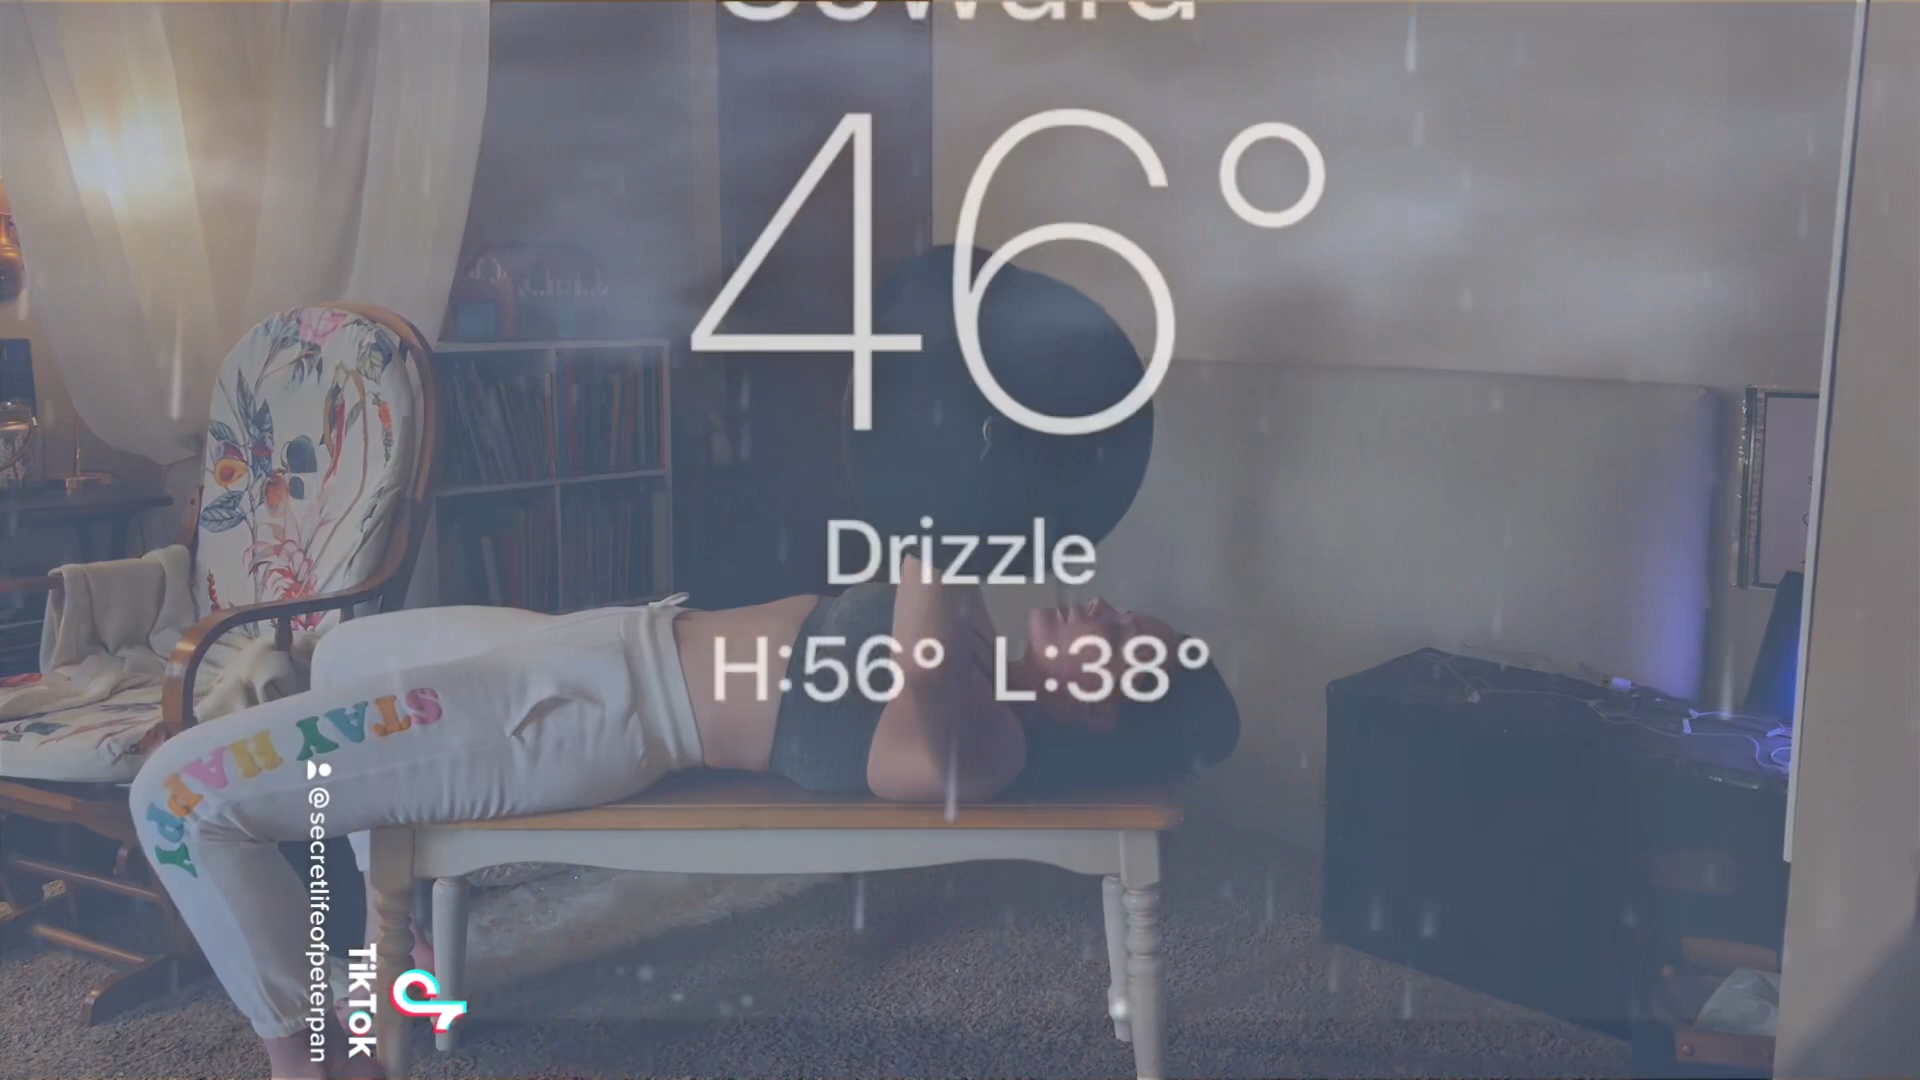 46°
Drizzle
H:56° L:38°
STAY HAPPY
@secretlifeofpeterpan
TikTok